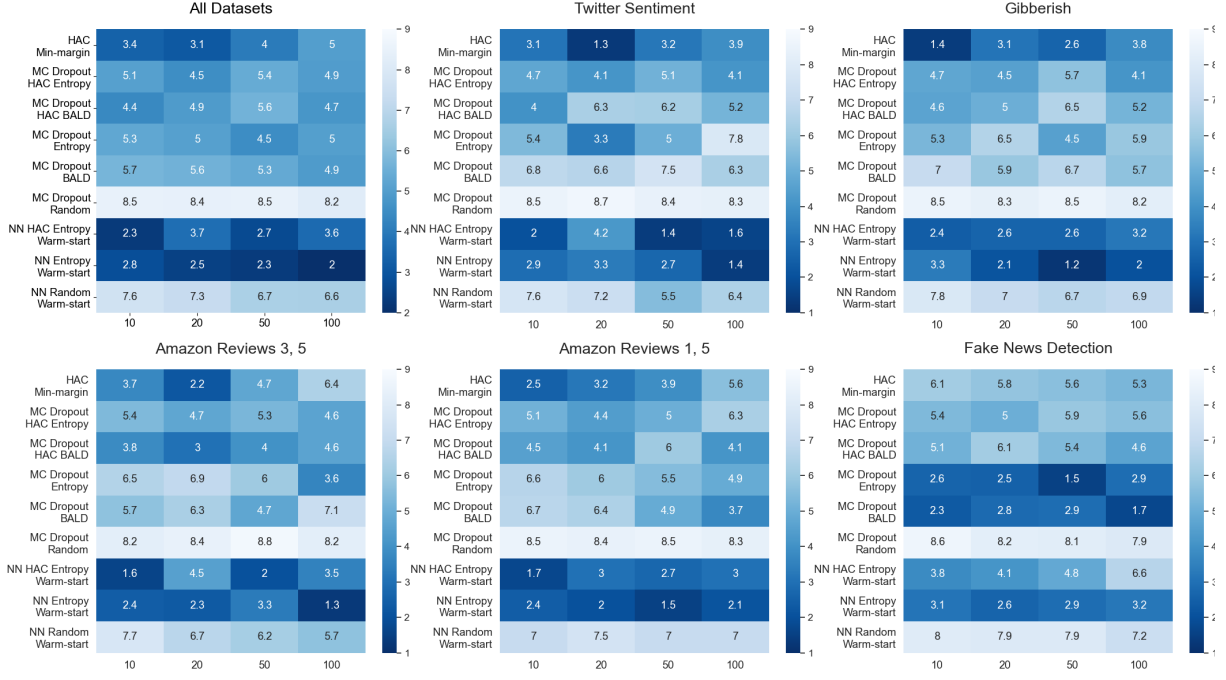 All Datasets
HAC
Min-margin
3.4 3.1 4 5
MC Dropout
HAC Entropy
5.1 4.5 5.4 4.9
MC Dropout
HAC BALD
4.4 4.9 5.6 4.7
MC Dropout
Entropy
5.3 5 4.5 5
MC Dropout
BALD
5.7 5.6 5.3 4.9
MC Dropout
Random
8.5 8.4 8.5 8.2
NN HAC Entropy
Warm-start
2.3 3.7 2.7 3.6
NN Entropy
Warm-start
2.8 2.5 2.3 2
NN Random
Warm-start
7.6 7.3 6.7 6.6
10 20 50 100
9
8
7
6
5
4
3
2
Twitter Sentiment
HAC
Min-margin
3.1 1.3 3.2 3.9
MC Dropout
HAC Entropy
4.7 4.1 5.1 4.1
MC Dropout
HAC BALD
4 6.3 6.2 5.2
MC Dropout
Entropy
5.4 3.3 5 7.8
MC Dropout
BALD
6.8 6.6 7.5 6.3
MC Dropout
Random
8.5 8.7 8.4 8.3
NN HAC Entropy
Warm-start
2 4.2 1.4 1.6
NN Entropy
Warm-start
2.9 3.3 2.7 1.4
NN Random
Warm-start
7.6 7.2 5.5 6.4
10 20 50 100
9
8
7
6
5
4
3
2
1
Gibberish
HAC
Min-margin
1.4 3.1 2.6 3.8
MC Dropout
HAC Entropy
4.7 4.5 5.7 4.1
MC Dropout
HAC BALD
4.6 5 6.5 5.2
MC Dropout
Entropy
5.3 6.5 4.5 5.9
MC Dropout
BALD
7 5.9 6.7 5.7
MC Dropout
Random
8.5 8.3 8.5 8.2
NN HAC Entropy
Warm-start
2.4 2.6 2.6 3.2
NN Entropy
Warm-start
3.3 2.1 1.2 2
NN Random
Warm-start
7.8 7 6.7 6.9
10 20 50 100
9
8
7
6
5
4
3
2
1
Amazon Reviews 3, 5
HAC
Min-margin
3.7 2.2 4.7 6.4
MC Dropout
HAC Entropy
5.4 4.7 5.3 4.6
MC Dropout
HAC BALD
3.8 3 4 4.6
MC Dropout
Entropy
6.5 6.9 6 3.6
MC Dropout
BALD
5.7 6.3 4.7 7.1
MC Dropout
Random
8.2 8.4 8.8 8.2
NN HAC Entropy
Warm-start
1.6 4.5 2 3.5
NN Entropy
Warm-start
2.4 2.3 3.3 1.3
NN Random
Warm-start
7.7 6.7 6.2 5.7
10 20 50 100
9
8
7
6
5
4
3
2
1
Amazon Reviews 1, 5
HAC
Min-margin
2.5 3.2 3.9 5.6
MC Dropout
HAC Entropy
5.1 4.4 5 6.3
MC Dropout
HAC BALD
4.5 4.1 6 4.1
MC Dropout
Entropy
6.6 6 5.5 4.9
MC Dropout
BALD
6.7 6.4 4.9 3.7
MC Dropout
Random
8.5 8.4 8.5 8.3
NN HAC Entropy
Warm-start
1.7 3 2.7 3
NN Entropy
Warm-start
2.4 2 1.5 2.1
NN Random
Warm-start
7 7.5 7 7
10 20 50 100
9
8
7
6
5
4
3
2
1
Fake News Detection
HAC
Min-margin
6.1 5.8 5.6 5.3
MC Dropout
HAC Entropy
5.4 5 5.9 5.6
MC Dropout
HAC BALD
5.1 6.1 5.4 4.6
MC Dropout
Entropy
2.6 2.5 1.5 2.9
MC Dropout
BALD
2.3 2.8 2.9 1.7
MC Dropout
Random
8.6 8.2 8.1 7.9
NN HAC Entropy
Warm-start
3.8 4.1 4.8 6.6
NN Entropy
Warm-start
3.1 2.6 2.9 3.2
NN Random
Warm-start
8 7.9 7.9 7.2
10 20 50 100
9
8
7
6
5
4
3
2
1